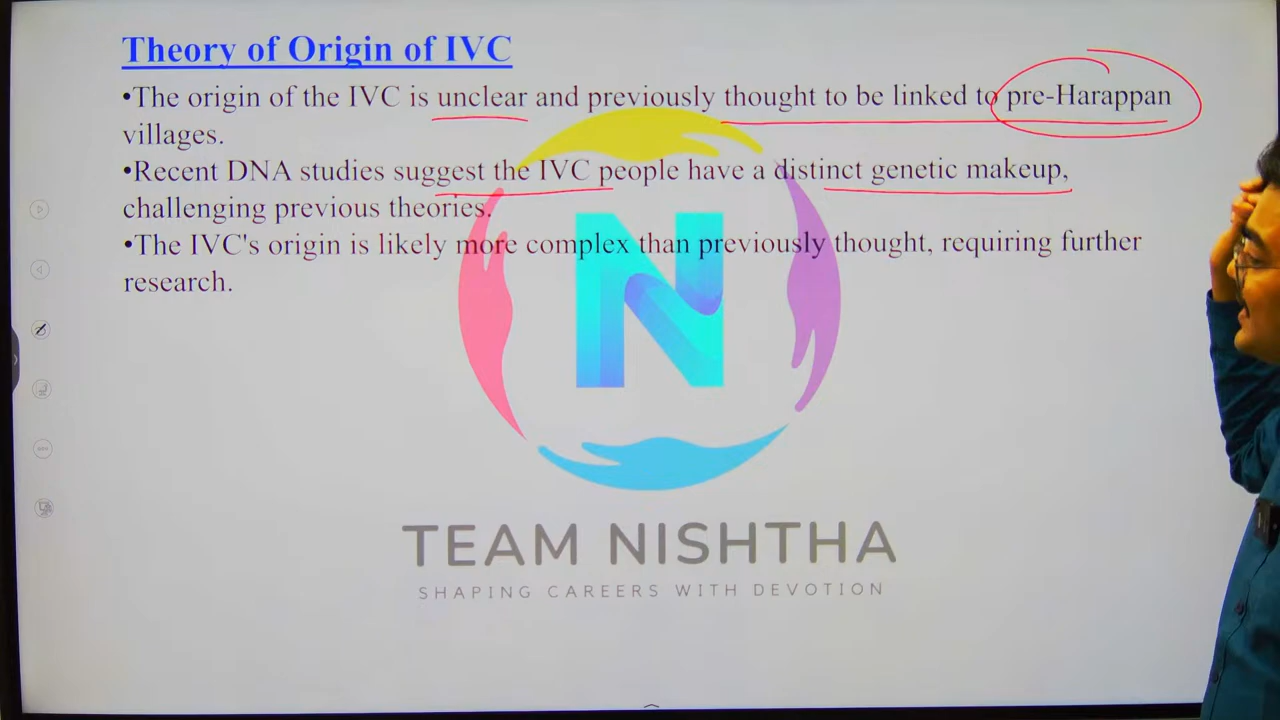 Theory of Origin of IVC
•The origin of the IVC is unclear and previously thought to be linked to pre-Harappan
villages.
•Recent DNA studies suggest the IVC people have a distinct genetic makeup,
challenging previous theories.
•The IVC's origin is likely more complex than previously thought, requiring further
research.
N
TEAM NISHTHA
SHAPING CAREERS WITH DEVOTION